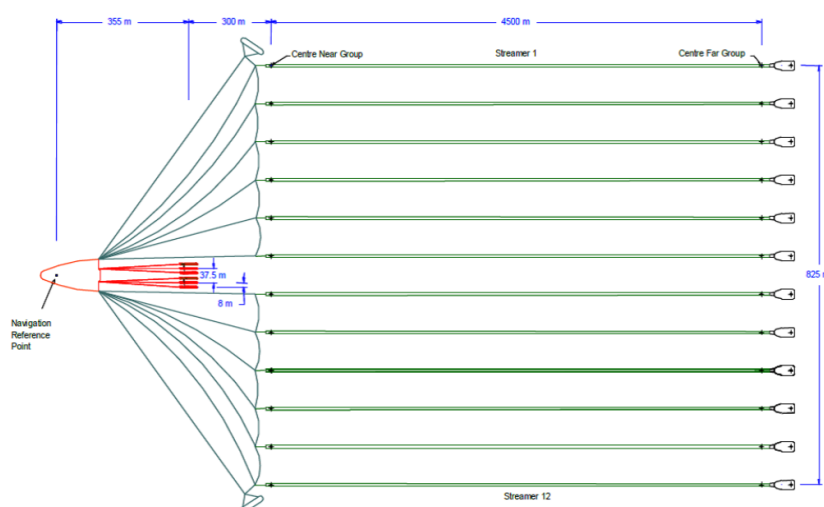 355 m
300 m
4500 m
Centre Near Group
Streamer 1
Centre Far Group
37.5 m
825 m
8 m
Navigation
Reference
Point
Streamer 12